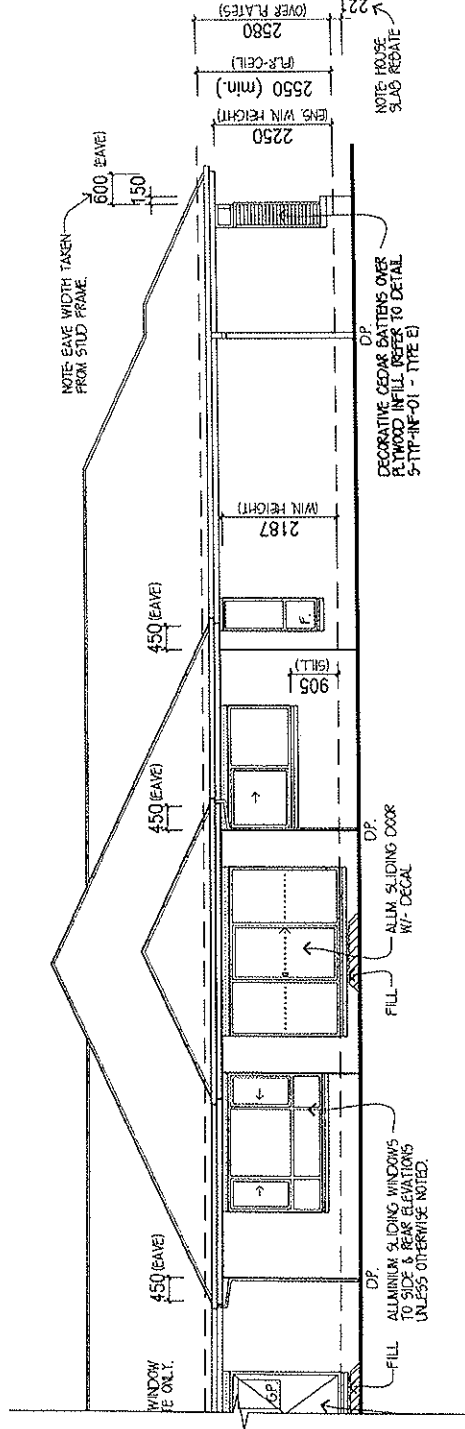 WINDOW
E ONLY.
450 (EAVE)
450 (EAVE)
450 (EAVE)
NOTE: EAVE WIDTH TAKEN
FROM STUD FRAME.
600 (EAVE)
150
2250
(ENS. WIN. HEIGHT)
2550 (min.)
(FLR-CEIL)
2580
(OVER PLATES)
221
NOTE: HOUSE
SLAB REBATE
2187
(WIN. HEIGHT)
905
(SILL)
F.
G.P.
D.P.
D.P.
D.P.
FILL
ALUMINIUM SLIDING WINDOWS
TO SIDE & REAR ELEVATIONS
UNLESS OTHERWISE NOTED.
FILL
ALUM. SLIDING DOOR
W/- DECAL
DECORATIVE CEDAR BATTENS OVER
PLYWOOD INFILL (REFER TO DETAIL
S-TYP-INF-01 - TYPE E)